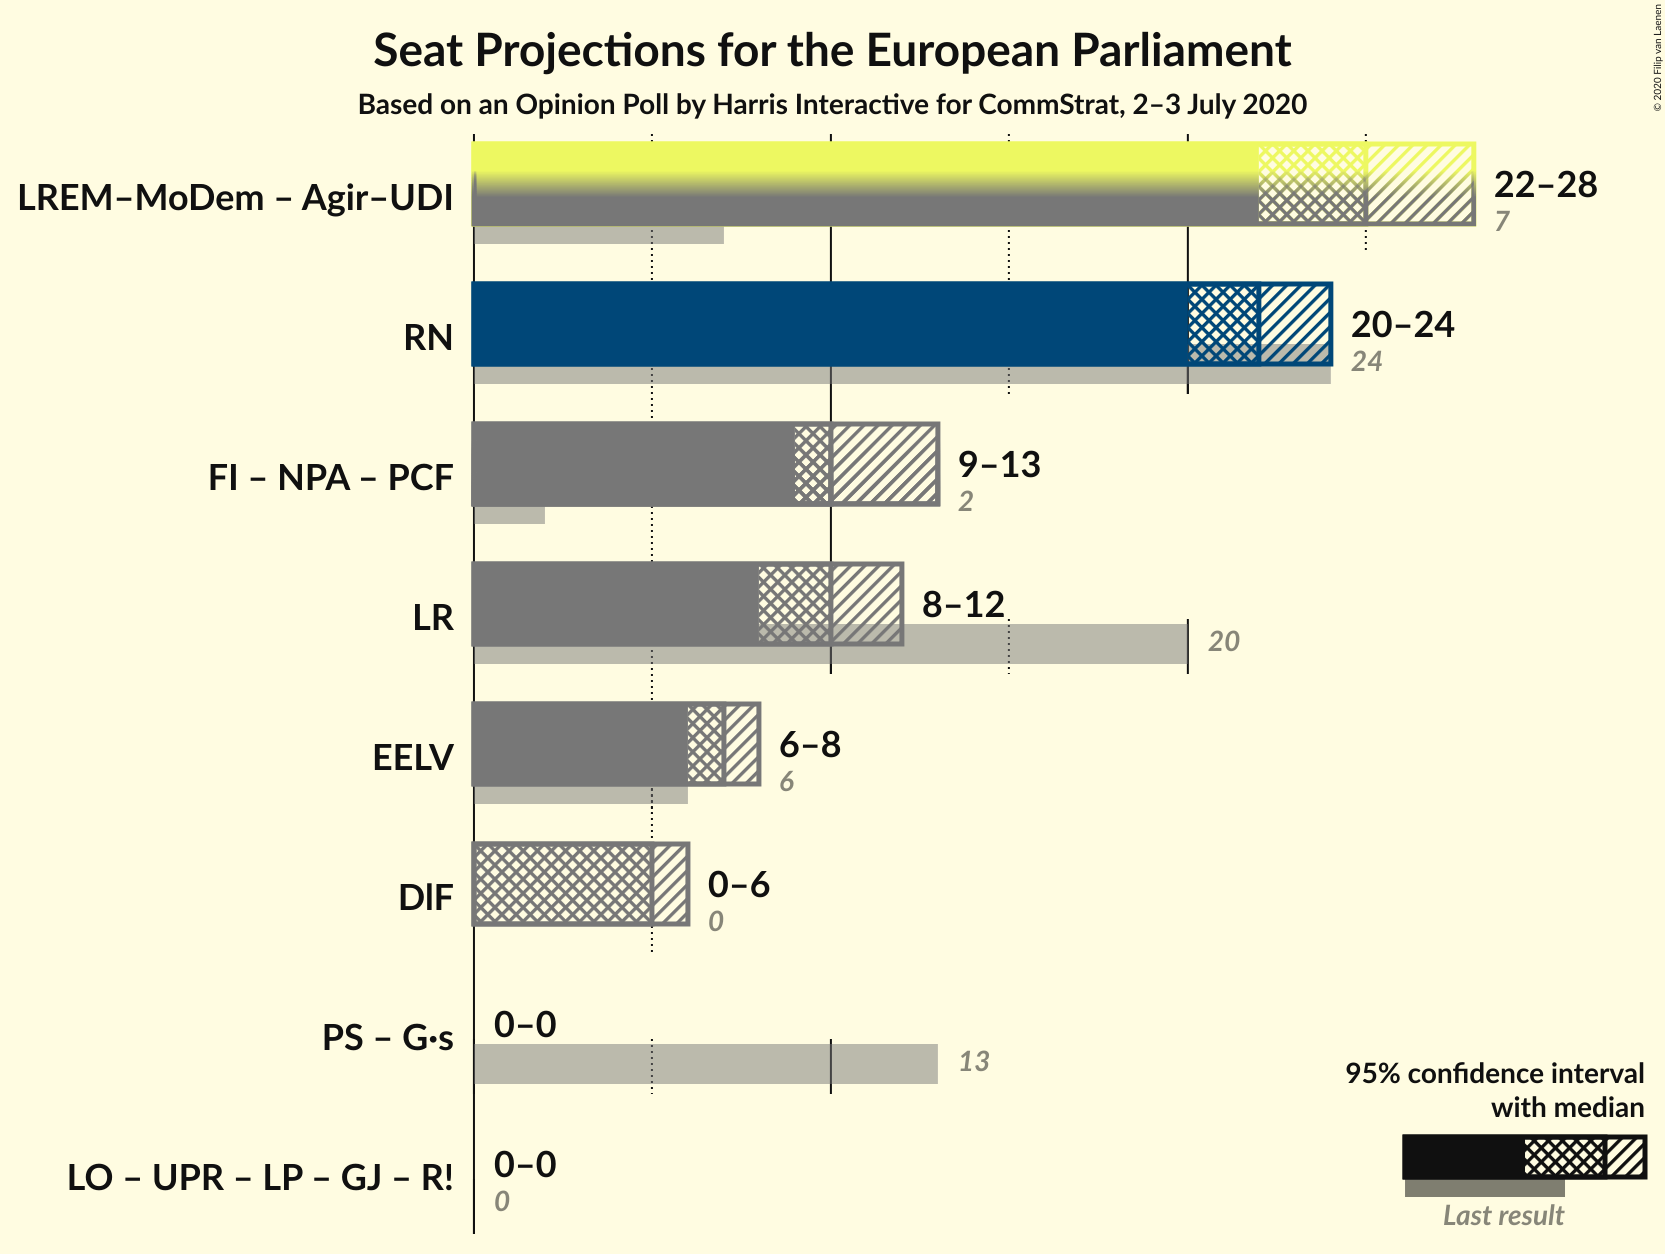 Seat Projections for the European Parliament
Based on an Opinion Poll by Harris Interactive for CommStrat, 2–3 July 2020
© 2020 Filip van Laenen
LREM–MoDem – Agir–UDI
22–28
7
RN
20–24
24
FI – NPA – PCF
9–13
2
LR
8–12
20
EELV
6–8
6
DlF
0–6
0
PS – G·s
0–0
13
LO – UPR – LP – GJ – R!
0–0
0
95% confidence interval
with median
Last result